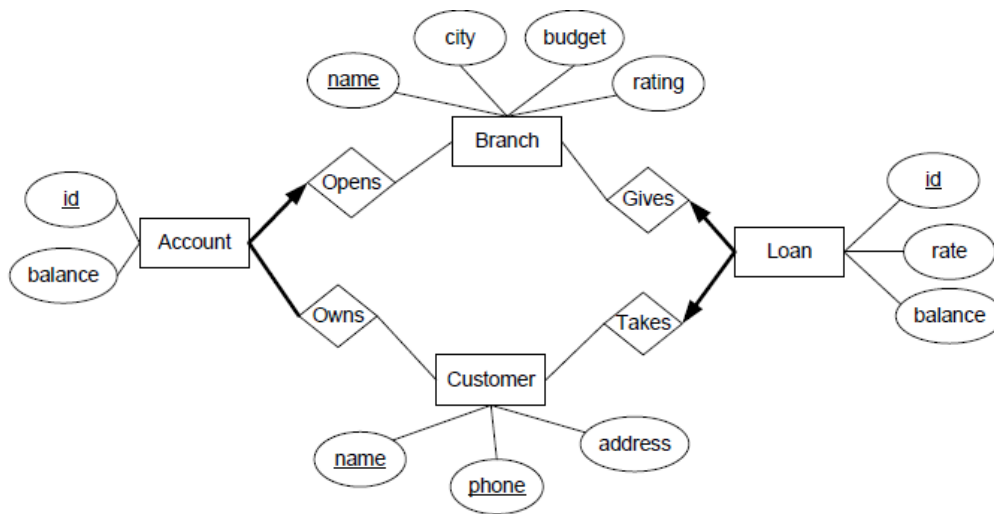 city
budget
name
rating
Branch
Opens
Gives
id
id
Account
Loan
rate
balance
balance
Owns
Takes
Customer
name
address
phone